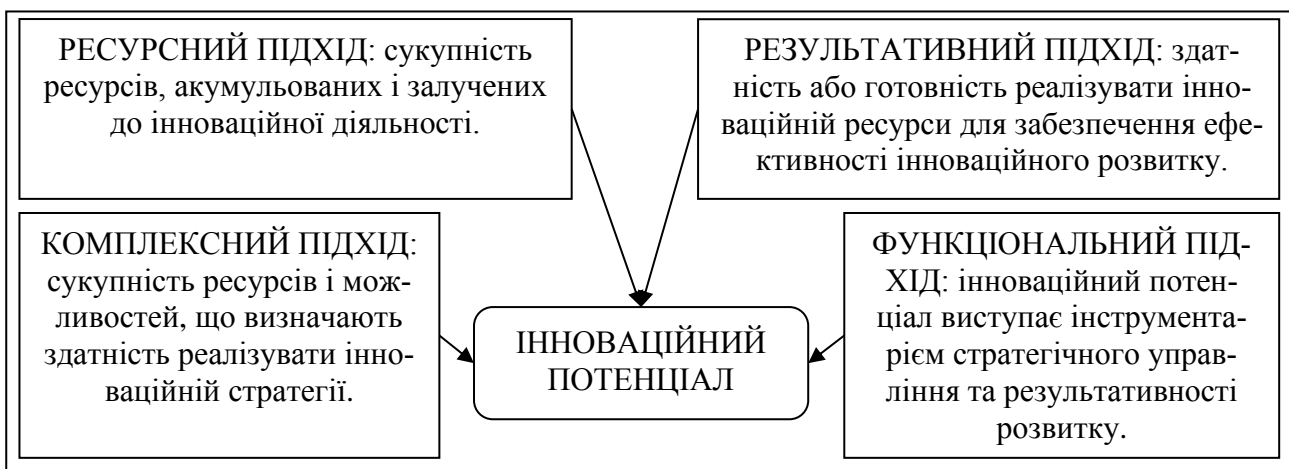 РЕСУРСНИЙ ПІДХІД: сукупність
ресурсів, акумульованих і залучених
до інноваційної діяльності.
РЕЗУЛЬТАТИВНИЙ ПІДХІД: здат-
ність або готовність реалізувати інно-
ваційній ресурси для забезпечення ефе-
ктивності інноваційного розвитку.
КОМПЛЕКСНИЙ ПІДХІД:
сукупність ресурсів і мож-
ливостей, що визначають
здатність реалізувати інно-
ваційній стратегії.
ІННОВАЦІЙНИЙ
ПОТЕНЦІАЛ
ФУНКЦІОНАЛЬНИЙ ПІД-
ХІД: інноваційний потен-
ціал виступає інструмента-
рієм стратегічного управ-
ління та результативності
розвитку.